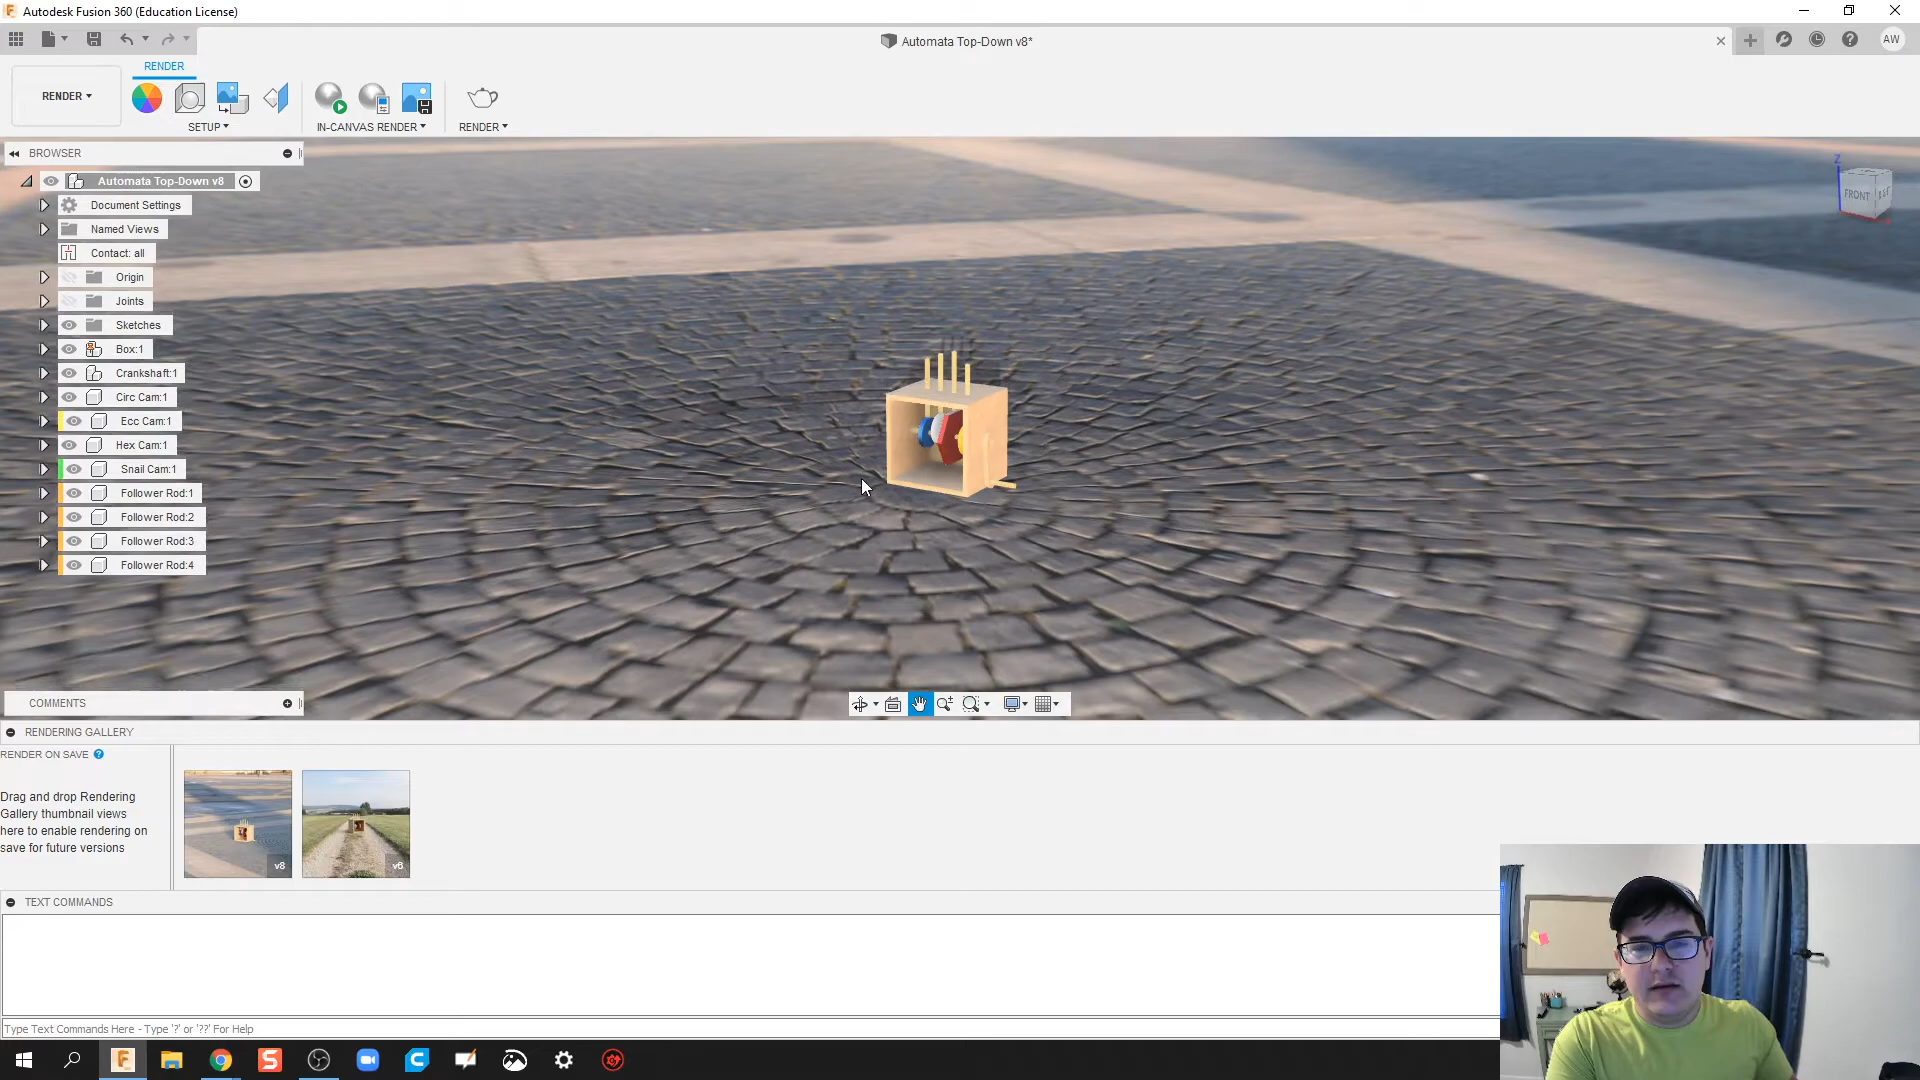 Autodesk Fusion 360 (Education License)
Automata Top-Down v8*
AW
RENDER
RENDER
SETUP
IN-CANVAS RENDER
RENDER
BROWSER
Automata Top-Down v8
Document Settings
Named Views
Contact: all
Origin
Joints
Sketches
Box:1
Crankshaft:1
Circ Cam:1
Ecc Cam:1
Hex Cam:1
Snail Cam:1
Follower Rod:1
Follower Rod:2
Follower Rod:3
Follower Rod:4
Z
FRONT
COMMENTS
RENDERING GALLERY
RENDER ON SAVE
Drag and drop Rendering
Gallery thumbnail views
here to enable rendering on
save for future versions
v8
v6
TEXT COMMANDS
Type Text Commands Here - Type '?' or '??' For Help